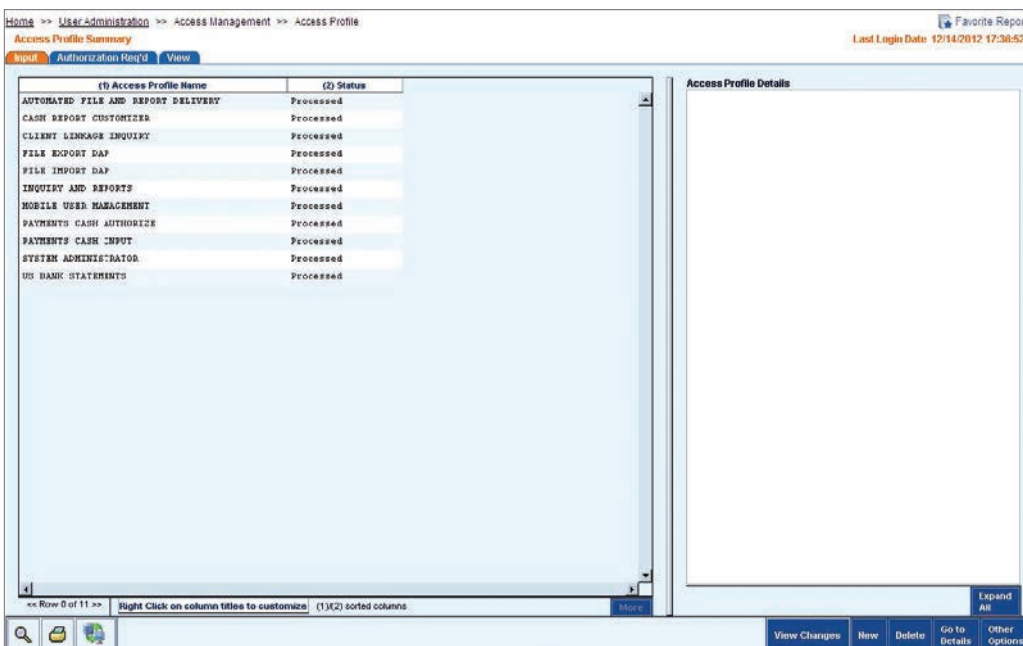 Home >> User Administration >> Access Management >> Access Profile
Favorite Repor
Access Profile Summary
Last Login Date 12/14/2012 17:36:52
Input Authorization Req'd View
(1) Access Profile Name (2) Status
Access Profile Details
AUTOMATED FILE AND REPORT DELIVERY Processed
CASH REPORT CUSTOMIZER Processed
CLIENT LINKAGE INQUIRY Processed
FILE EXPORT DAP Processed
FILE IMPORT DAP Processed
INQUIRY AND REPORTS Processed
MOBILE USER MANAGEMENT Processed
PAYMENTS CASH AUTHORIZE Processed
PAYMENTS CASH INPUT Processed
SYSTEM ADMINISTRATOR Processed
US BANK STATEMENTS Processed
<< Row 0 of 11 >> Right Click on column titles to customize (1)/(2) sorted columns More
Expand All
View Changes New Delete Go to Details Other Options